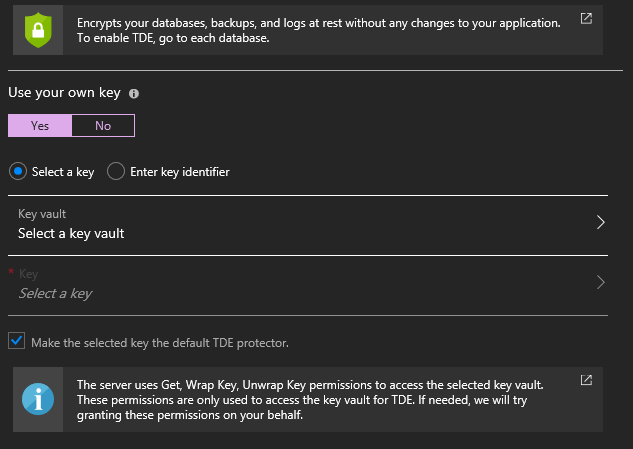 Encrypts your databases, backups, and logs at rest without any changes to your application.
To enable TDE, go to each database.
Use your own key
Yes No
Select a key Enter key identifier
Key vault
Select a key vault
* Key
Select a key
Make the selected key the default TDE protector.
The server uses Get, Wrap Key, Unwrap Key permissions to access the selected key vault.
These permissions are only used to access the key vault for TDE. If needed, we will try
granting these permissions on your behalf.